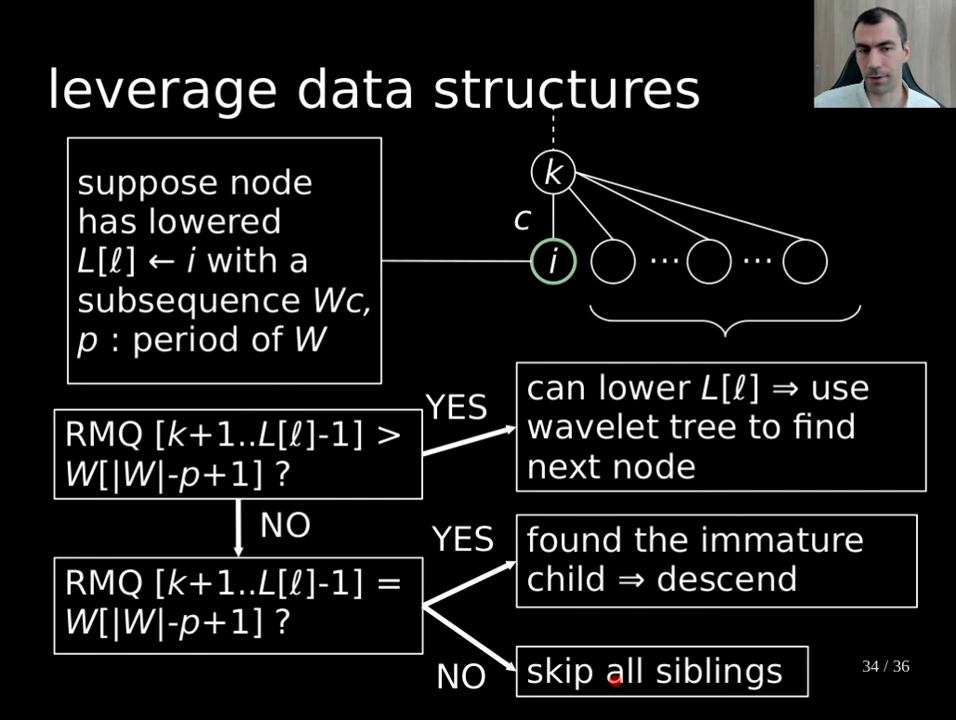 leverage data structures
suppose node
has lowered
L[ℓ] ← i with a
subsequence Wc,
p : period of W
k
c
i
... ...
RMQ [k+1..L[ℓ]-1] >
W[|W|-p+1] ?
YES
can lower L[ℓ] ⇒ use
wavelet tree to find
next node
NO
RMQ [k+1..L[ℓ]-1] =
W[|W|-p+1] ?
YES
found the immature
child ⇒ descend
NO
skip all siblings
34 / 36